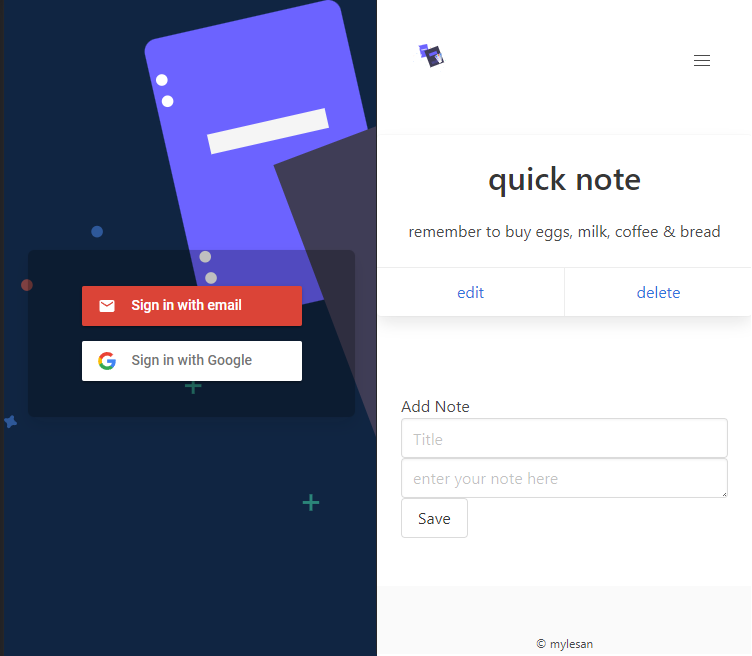 Sign in with email
Sign in with Google
quick note
remember to buy eggs, milk, coffee & bread
edit
delete
Add Note
Title
enter your note here
Save
© mylesan